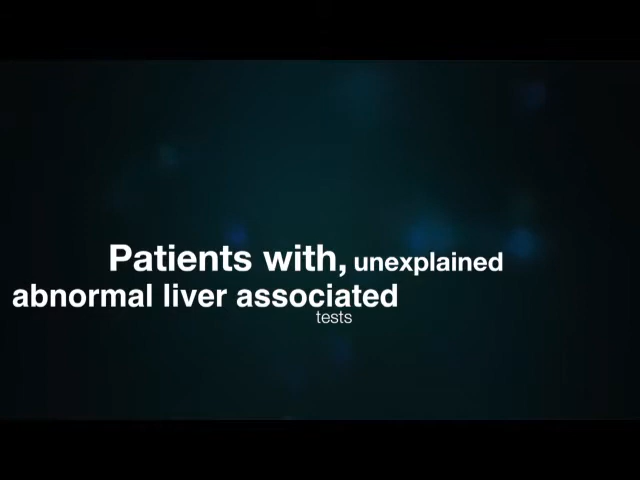 Patients with, unexplained
abnormal liver associated
tests